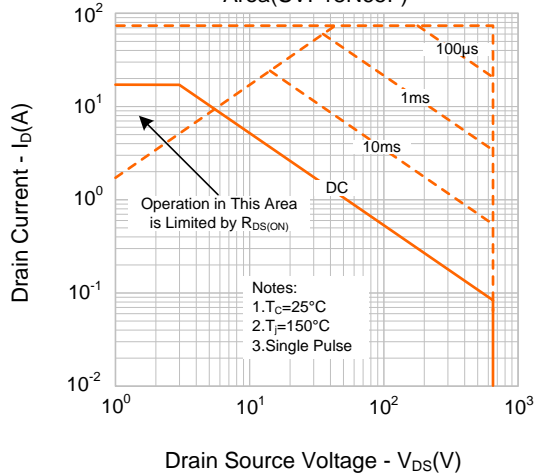 10²
10¹
10⁰
10⁻¹
10⁻²
Drain Current - I_D(A)
100µs
1ms
10ms
DC
Operation in This Area
is Limited by R_DS(ON)
Notes:
1.T_C=25°C
2.T_j=150°C
3.Single Pulse
10⁰
10¹
10²
10³
Drain Source Voltage - V_DS(V)